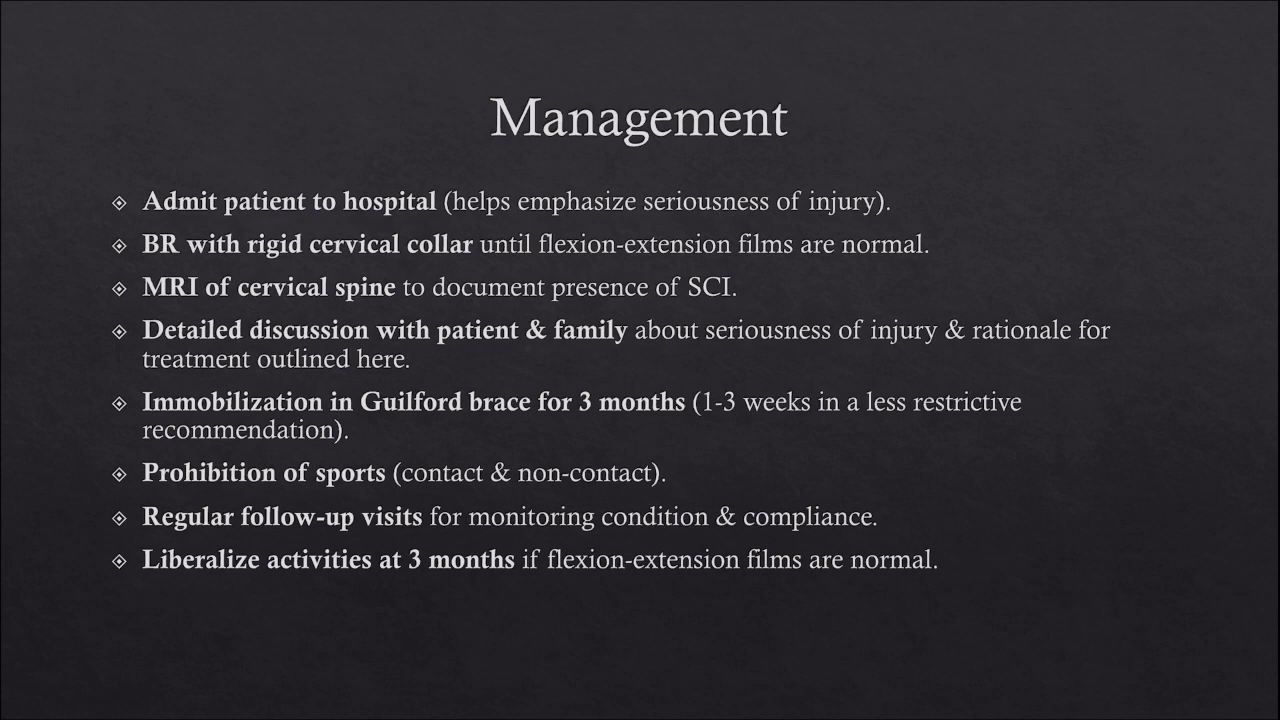 Management
Admit patient to hospital (helps emphasize seriousness of injury).
BR with rigid cervical collar until flexion-extension films are normal.
MRI of cervical spine to document presence of SCI.
Detailed discussion with patient & family about seriousness of injury & rationale for
treatment outlined here.
Immobilization in Guilford brace for 3 months (1-3 weeks in a less restrictive
recommendation).
Prohibition of sports (contact & non-contact).
Regular follow-up visits for monitoring condition & compliance.
Liberalize activities at 3 months if flexion-extension films are normal.